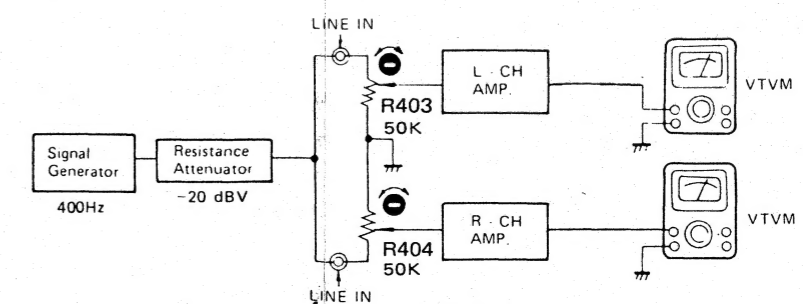 LINE IN
L - CH
AMP.
VTVM
R403
50K
Signal
Generator
Resistance
Attenuator
400Hz
-20 dBV
R - CH
AMP.
VTVM
R404
50K
LINE IN